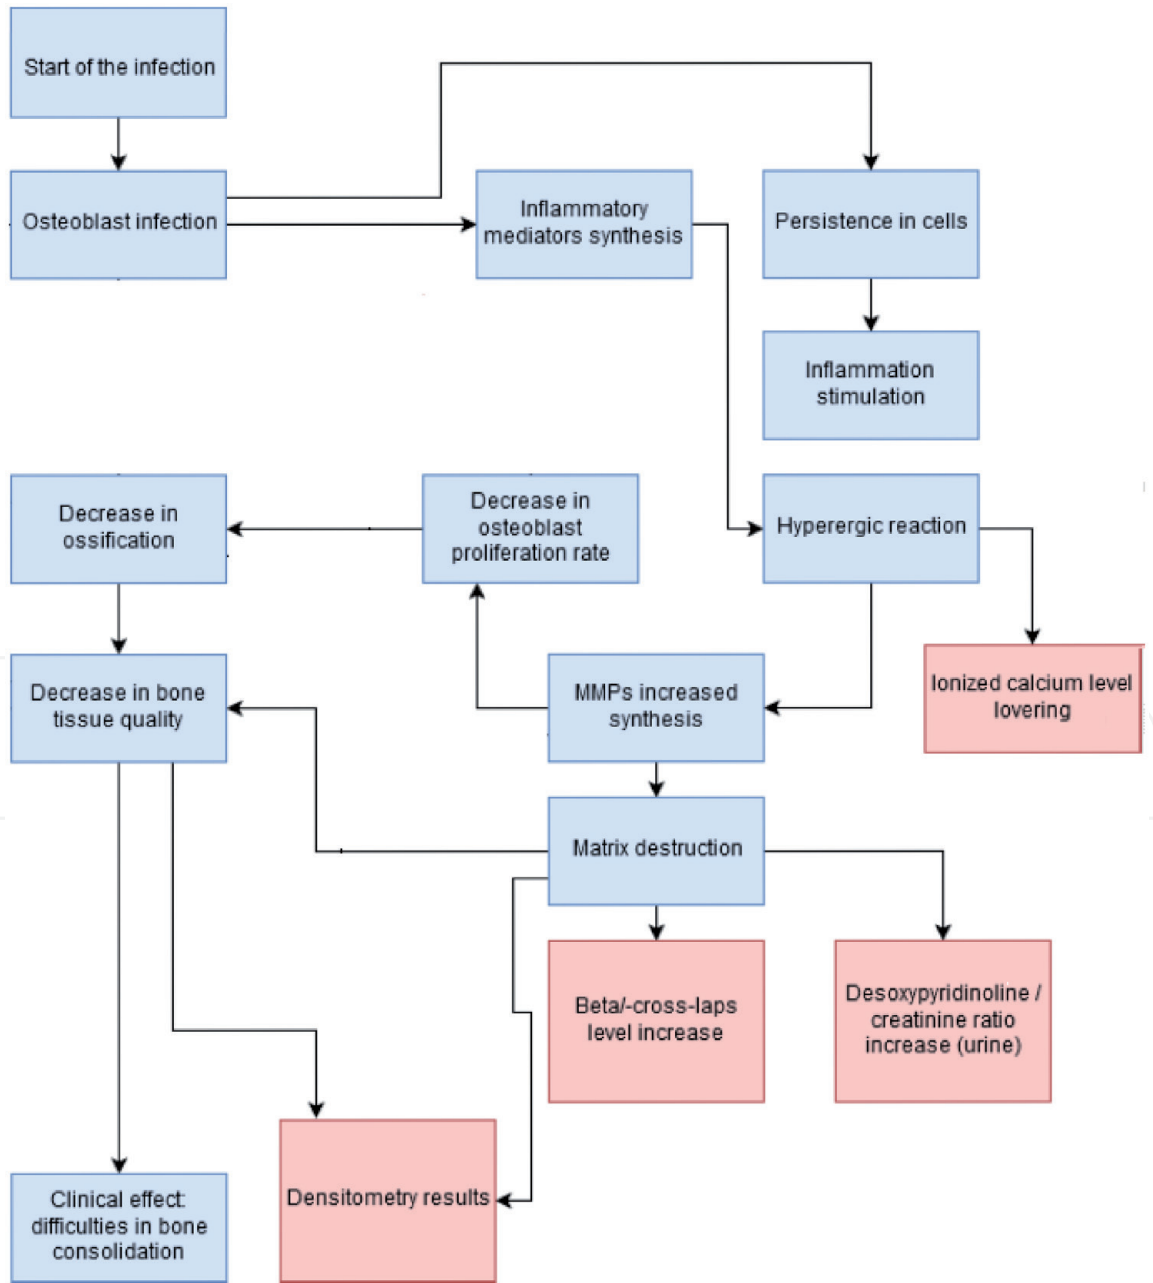 Start of the infection
Osteoblast infection
Inflammatory
mediators synthesis
Persistence in cells
Inflammation
stimulation
Decrease in
ossification
Decrease in
osteoblast
proliferation rate
Hyperergic reaction
Decrease in bone
tissue quality
MMPs increased
synthesis
Ionized calcium level
lovering
Matrix destruction
Beta/-cross-laps
level increase
Desoxypyridinoline /
creatinine ratio
increase (urine)
Clinical effect:
difficulties in bone
consolidation
Densitometry results